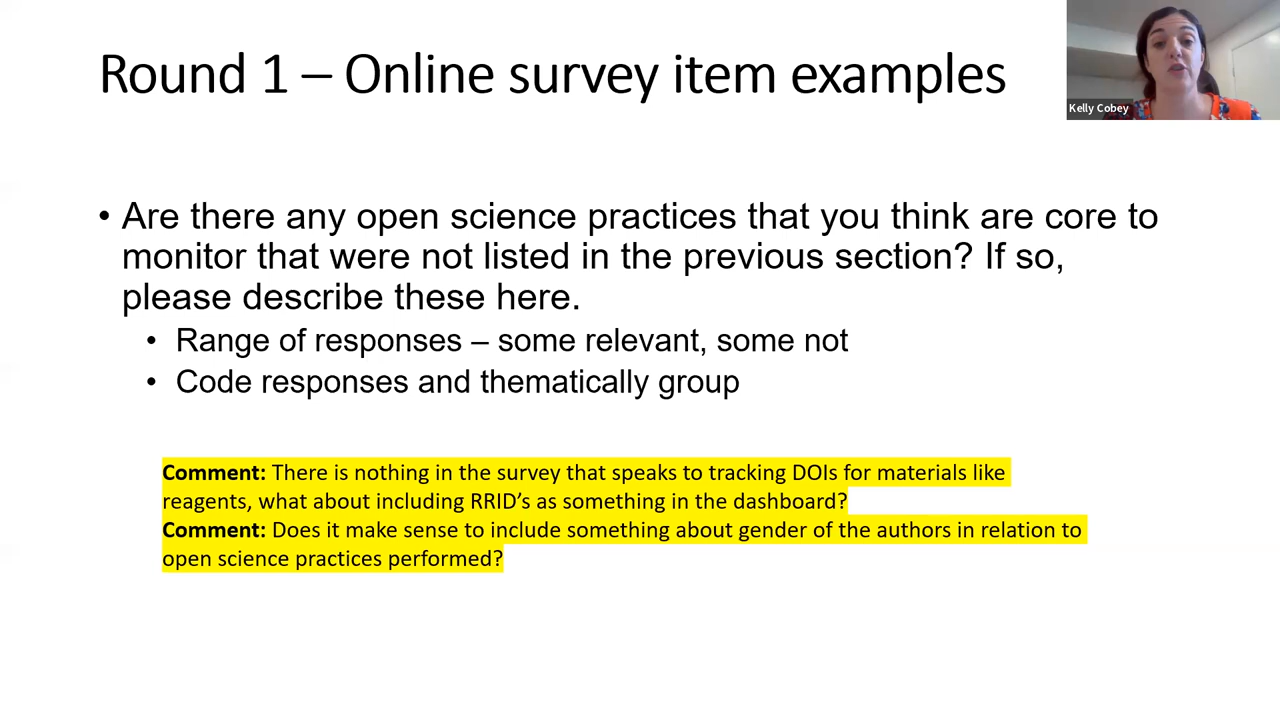 Round 1 – Online survey item examples
Kelly Cobey
• Are there any open science practices that you think are core to
monitor that were not listed in the previous section? If so,
please describe these here.
• Range of responses – some relevant, some not
• Code responses and thematically group
Comment: There is nothing in the survey that speaks to tracking DOIs for materials like
reagents, what about including RRID’s as something in the dashboard?
Comment: Does it make sense to include something about gender of the authors in relation to
open science practices performed?